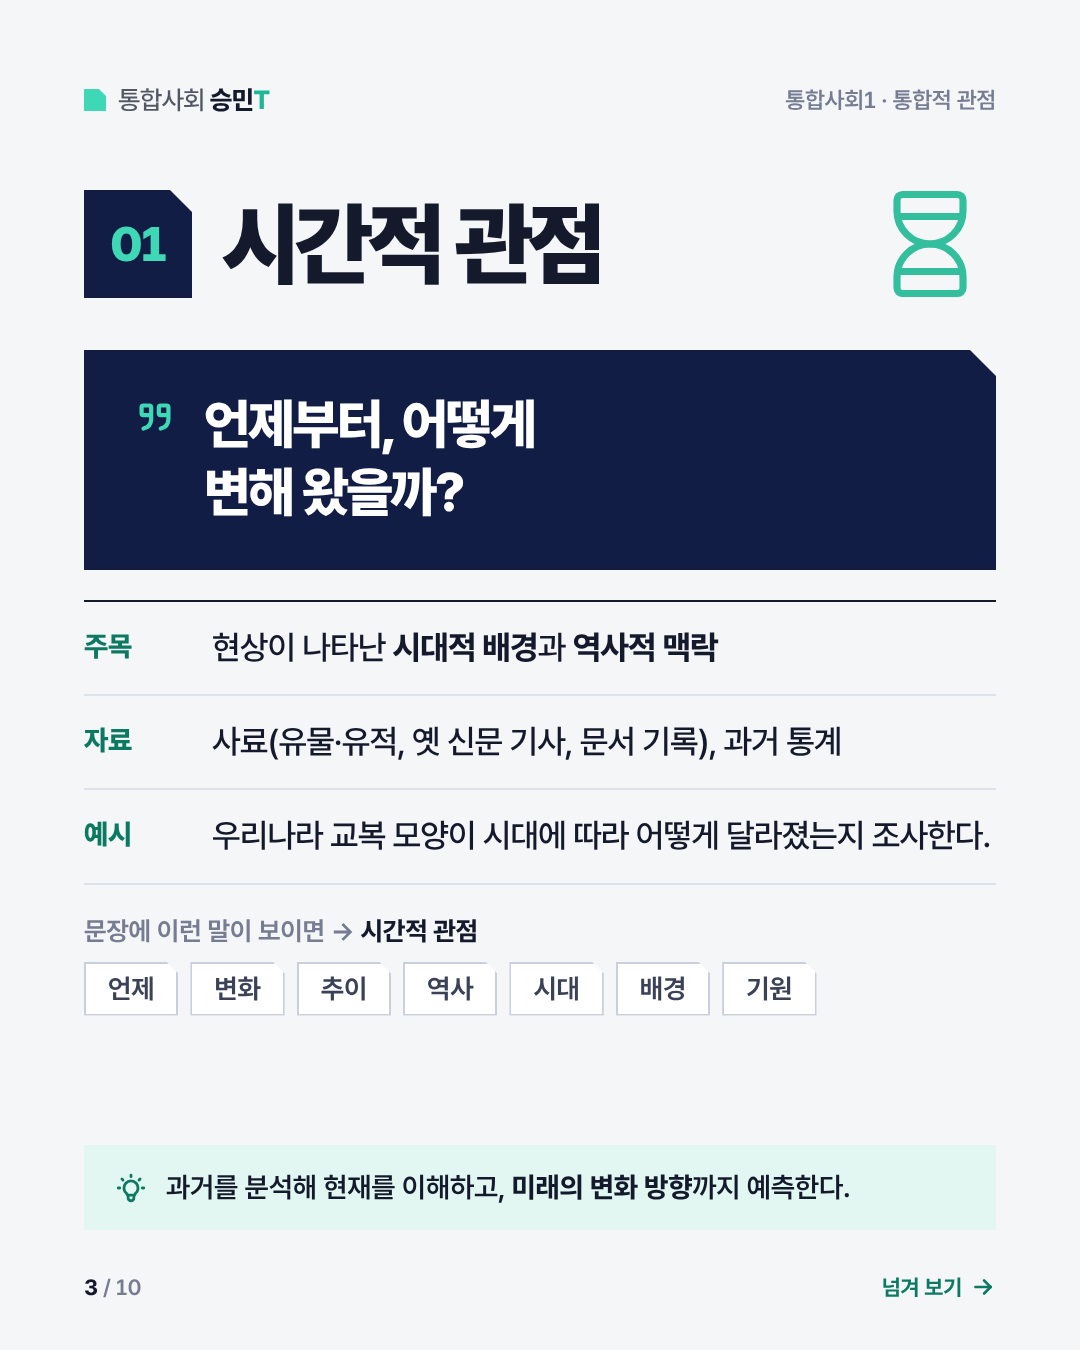 통합사회 승민T
통합사회1 · 통합적 관점
01
시간적 관점
언제부터, 어떻게
변해 왔을까?
주목
현상이 나타난 시대적 배경과 역사적 맥락
자료
사료(유물·유적, 옛 신문 기사, 문서 기록), 과거 통계
예시
우리나라 교복 모양이 시대에 따라 어떻게 달라졌는지 조사한다.
문장에 이런 말이 보이면 → 시간적 관점
언제 변화 추이 역사 시대 배경 기원
과거를 분석해 현재를 이해하고, 미래의 변화 방향까지 예측한다.
3 / 10
넘겨 보기 →